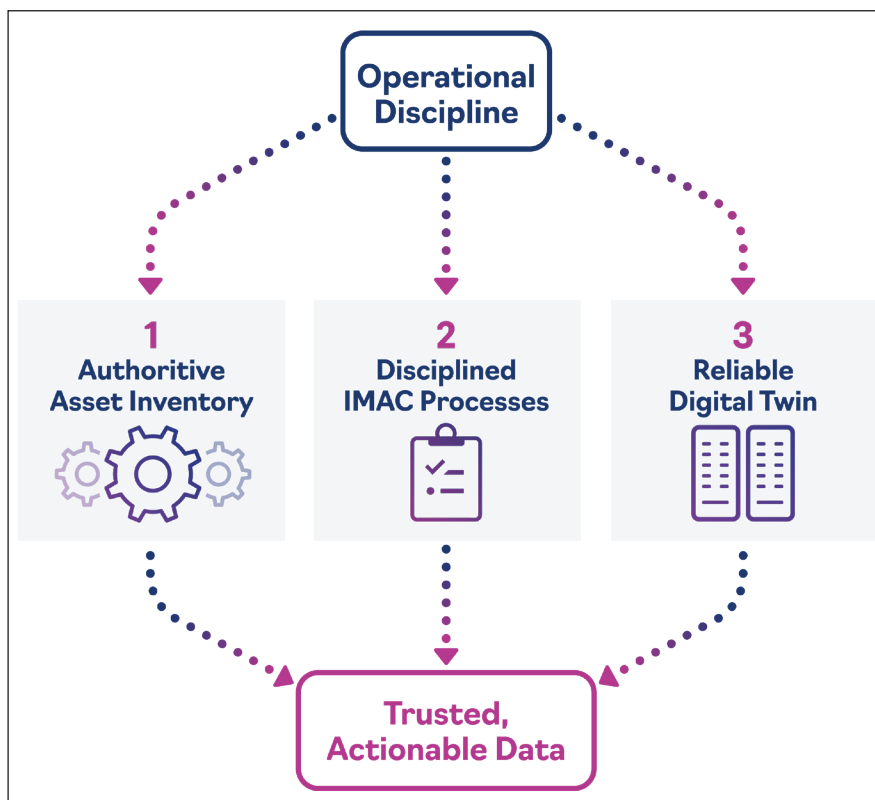 Operational
Discipline
1
Authoritive
Asset Inventory
2
Disciplined
IMAC Processes
3
Reliable
Digital Twin
Trusted,
Actionable Data